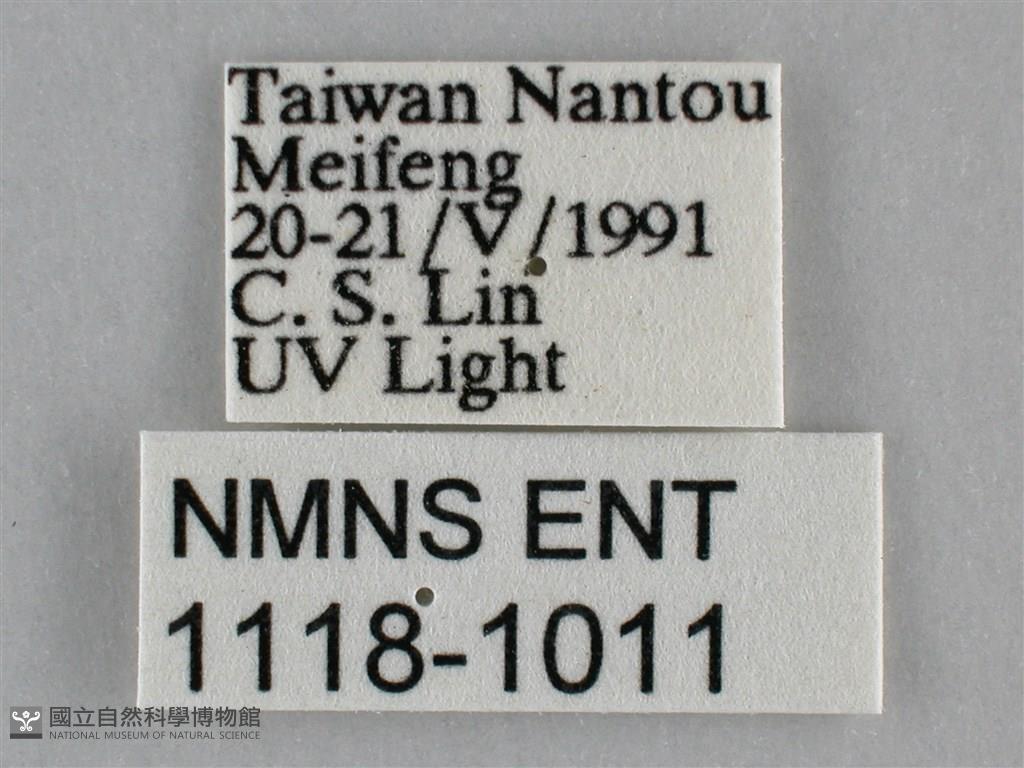 Taiwan Nantou
Meifeng
20-21/V/1991
C. S. Lin
UV Light
NMNS ENT
1118-1011
國立自然科學博物館
NATIONAL MUSEUM OF NATURAL SCIENCE